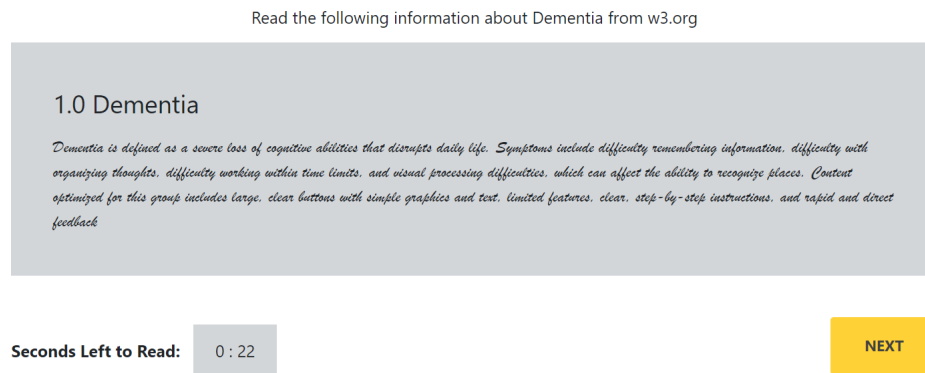 Read the following information about Dementia from w3.org
1.0 Dementia
Dementia is defined as a severe loss of cognitive abilities that disrupts daily life. Symptoms include difficulty remembering information, difficulty with
organizing thoughts, difficulty working within time limits, and visual processing difficulties, which can affect the ability to recognize places. Content
optimized for this group includes large, clear buttons with simple graphics and text, limited features, clear, step-by-step instructions, and rapid and direct
feedback
Seconds Left to Read: 0 : 22
NEXT